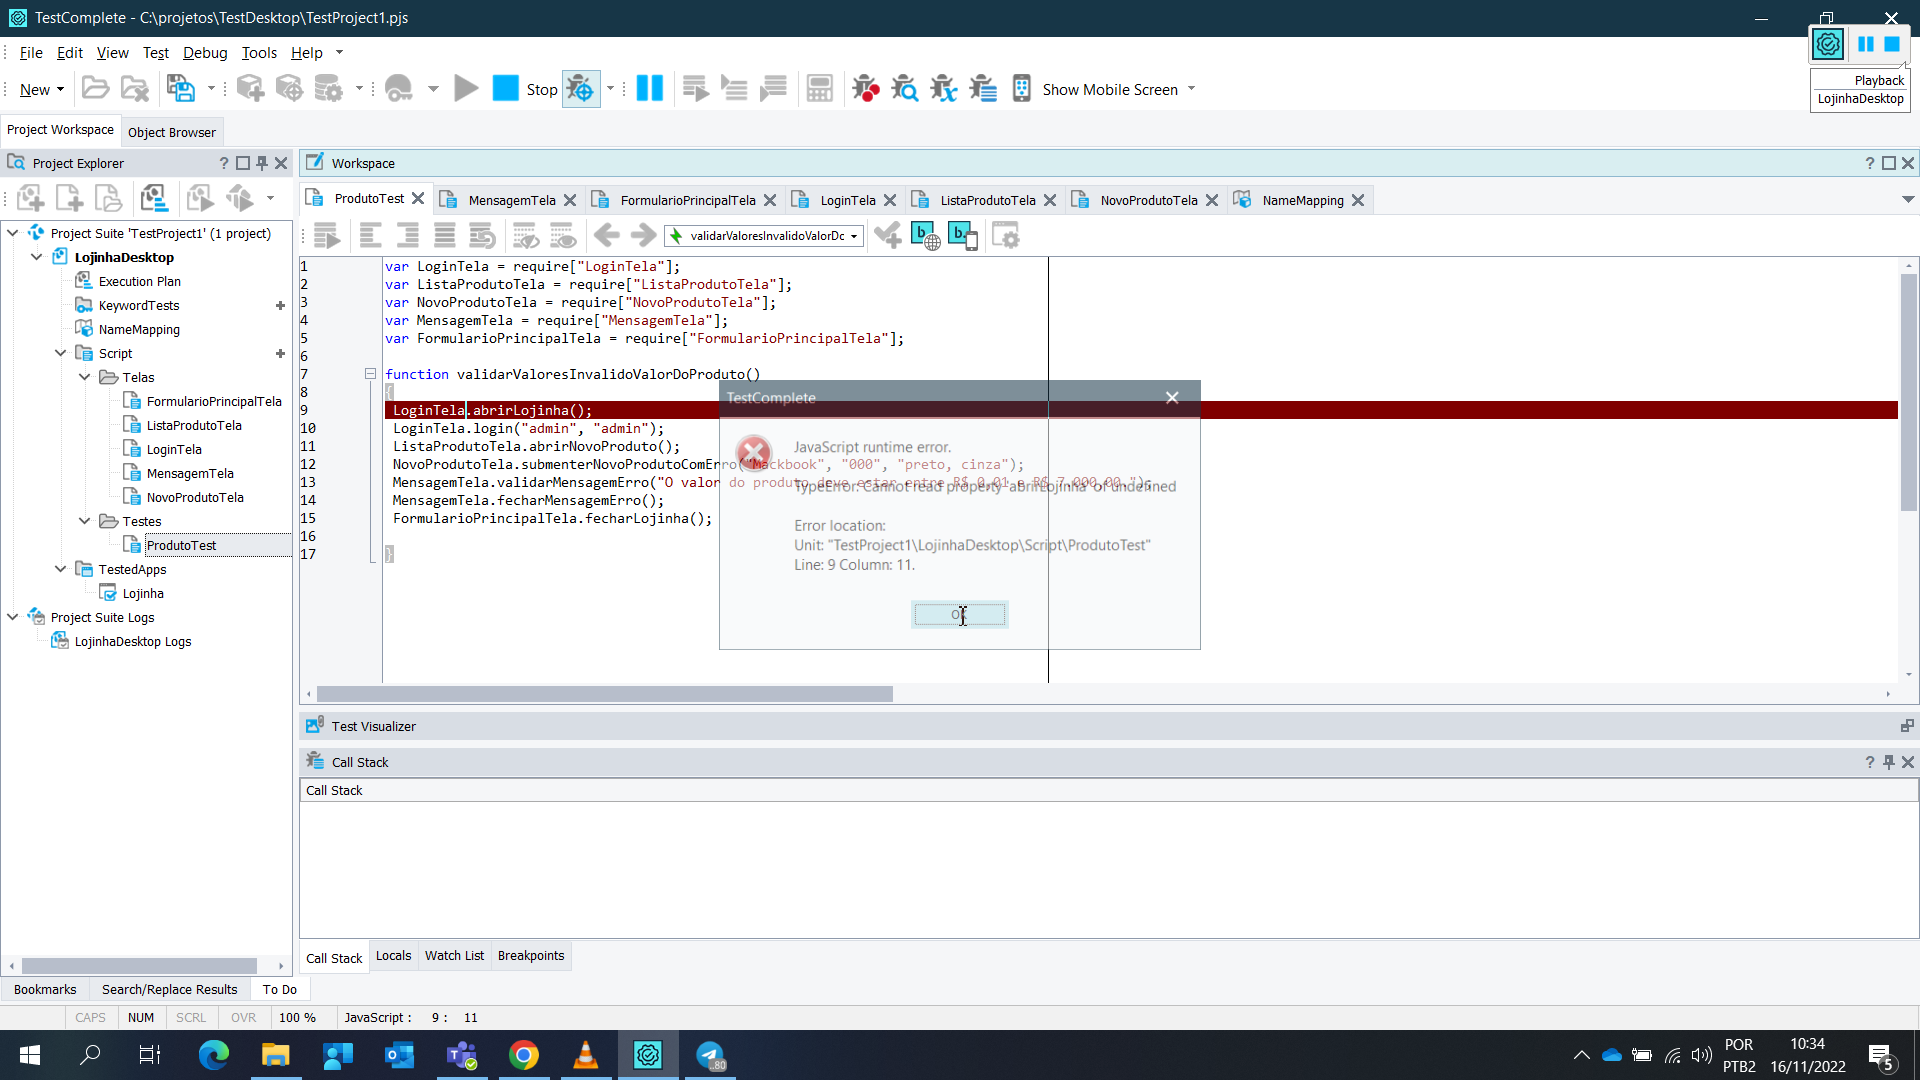 TestComplete - C:\projetos\TestDesktop\TestProject1.pjs
File Edit View Test Debug Tools Help
New Stop Show Mobile Screen
Playback
LojinhaDesktop
Project Workspace Object Browser
Project Explorer
Workspace
ProdutoTest MensagemTela FormularioPrincipalTela LoginTela ListaProdutoTela NovoProdutoTela NameMapping
validarValoresInvalidoValorDo
Project Suite 'TestProject1' (1 project)
LojinhaDesktop
Execution Plan
KeywordTests
NameMapping
Script
Telas
FormularioPrincipalTela
ListaProdutoTela
LoginTela
MensagemTela
NovoProdutoTela
Testes
ProdutoTest
TestedApps
Lojinha
Project Suite Logs
LojinhaDesktop Logs
1 var LoginTela = require["LoginTela"];
2 var ListaProdutoTela = require["ListaProdutoTela"];
3 var NovoProdutoTela = require["NovoProdutoTela"];
4 var MensagemTela = require["MensagemTela"];
5 var FormularioPrincipalTela = require["FormularioPrincipalTela"];
6
7 function validarValoresInvalidoValorDoProduto()
8 {
9 LoginTela.abrirLojinha();
10 LoginTela.login("admin", "admin");
11 ListaProdutoTela.abrirNovoProduto();
12 NovoProdutoTela.submenterNovoProdutoComErro("Mackbook", "000", "preto, cinza");
13 MensagemTela.validarMensagemErro("O valor do produto deve estar entre R$ 0,01 e R$ 7.000,00.");
14 MensagemTela.fecharMensagemErro();
15 FormularioPrincipalTela.fecharLojinha();
16
17 }
TestComplete
JavaScript runtime error.
TypeError: Cannot read property 'abrirLojinha' of undefined
Error location:
Unit: "TestProject1\LojinhaDesktop\Script\ProdutoTest"
Line: 9 Column: 11.
OK
Test Visualizer
Call Stack
Call Stack
Call Stack Locals Watch List Breakpoints
Bookmarks Search/Replace Results To Do
CAPS NUM SCRL OVR 100 % JavaScript : 9 : 11
80
POR
PTB2
10:34
16/11/2022
5